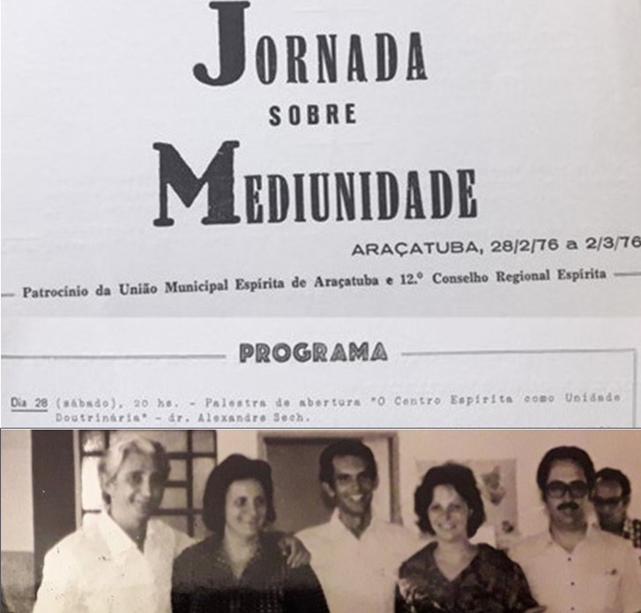 JORNADA
SOBRE
MEDIUNIDADE
ARAÇATUBA, 28/2/76 a 2/3/76
Patrocínio da União Municipal Espírita de Araçatuba e 12.º Conselho Regional Espírita
PROGRAMA
Dia 28 (sábado), 20 hs. - Palestra de abertura "O Centro Espírita como Unidade
Doutrinária" - dr. Alexandre Sech.